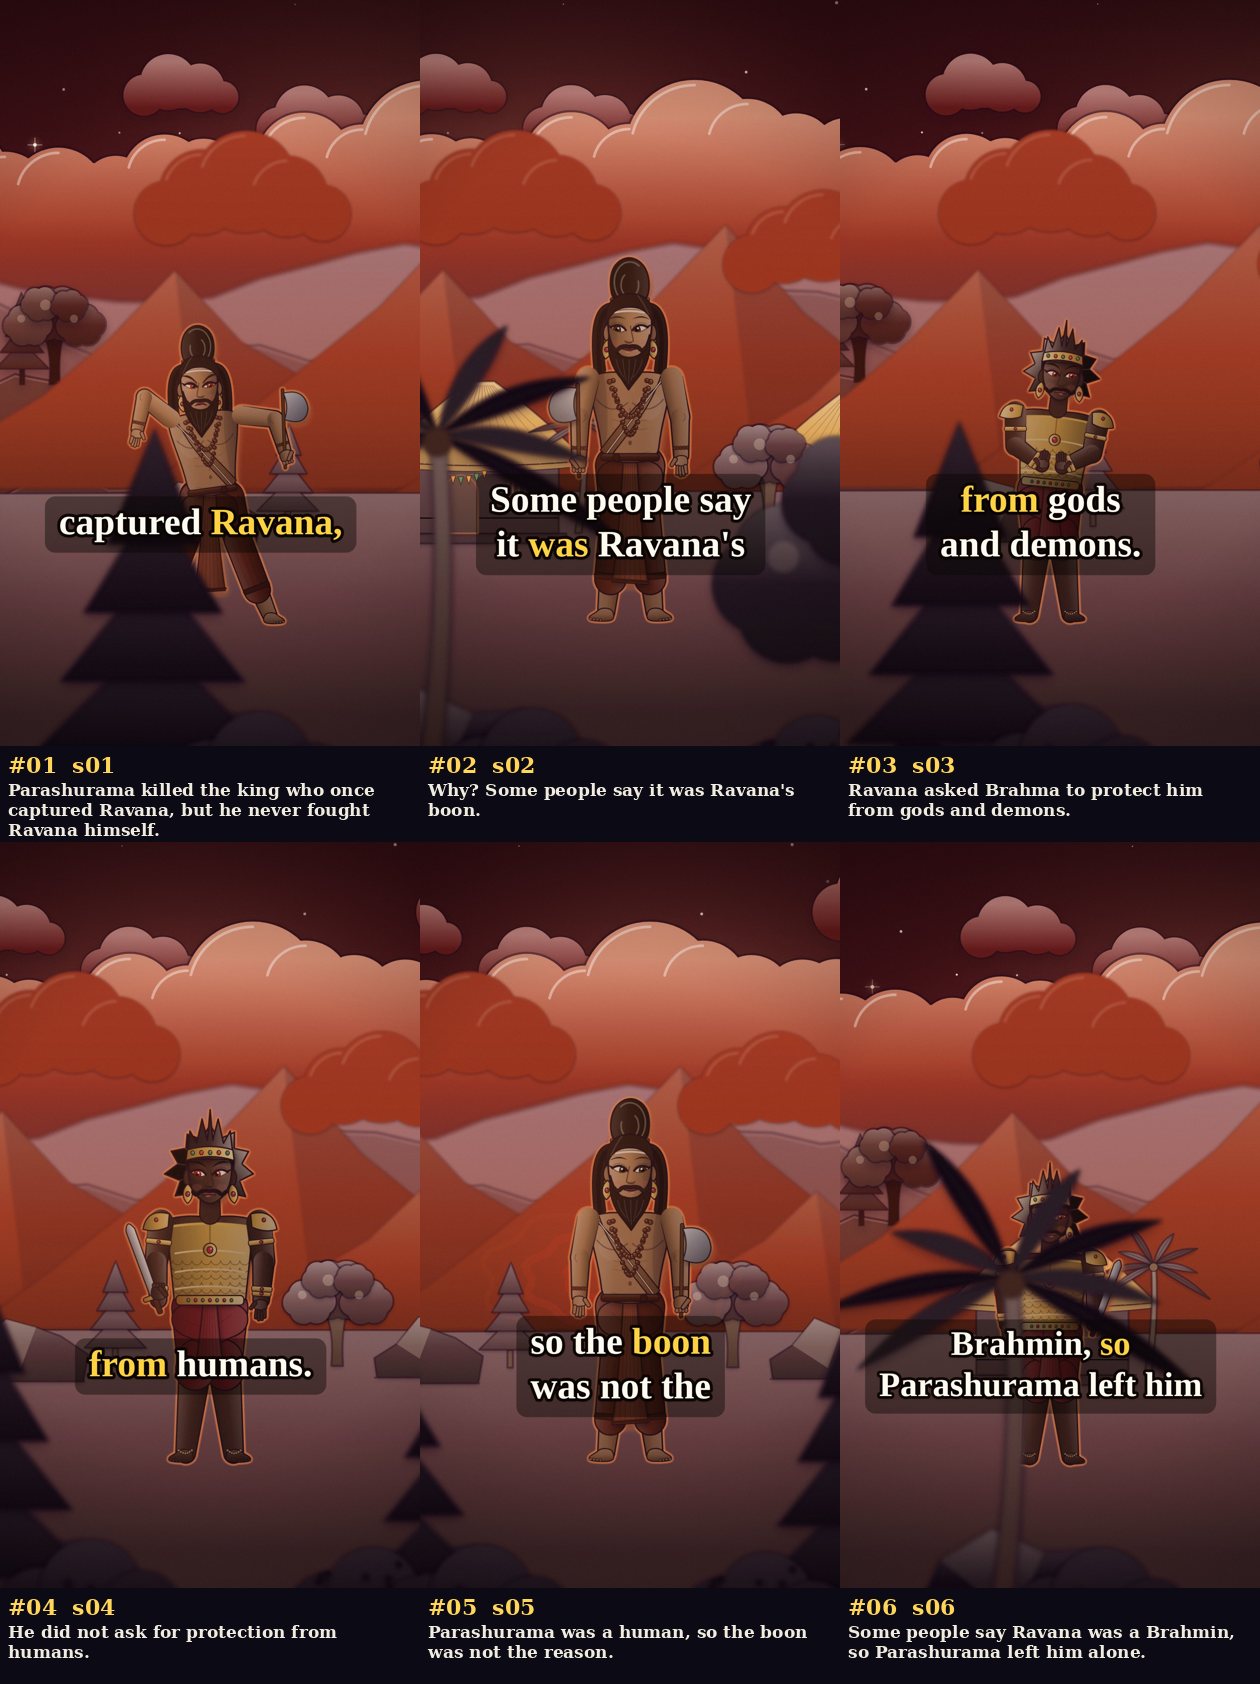 captured Ravana,
Some people say
it was Ravana's
from gods
and demons.
#01 s01
Parashurama killed the king who once
captured Ravana, but he never fought
Ravana himself.
#02 s02
Why? Some people say it was Ravana's
boon.
#03 s03
Ravana asked Brahma to protect him
from gods and demons.
from humans.
so the boon
was not the
Brahmin, so
Parashurama left him
#04 s04
He did not ask for protection from
humans.
#05 s05
Parashurama was a human, so the boon
was not the reason.
#06 s06
Some people say Ravana was a Brahmin,
so Parashurama left him alone.